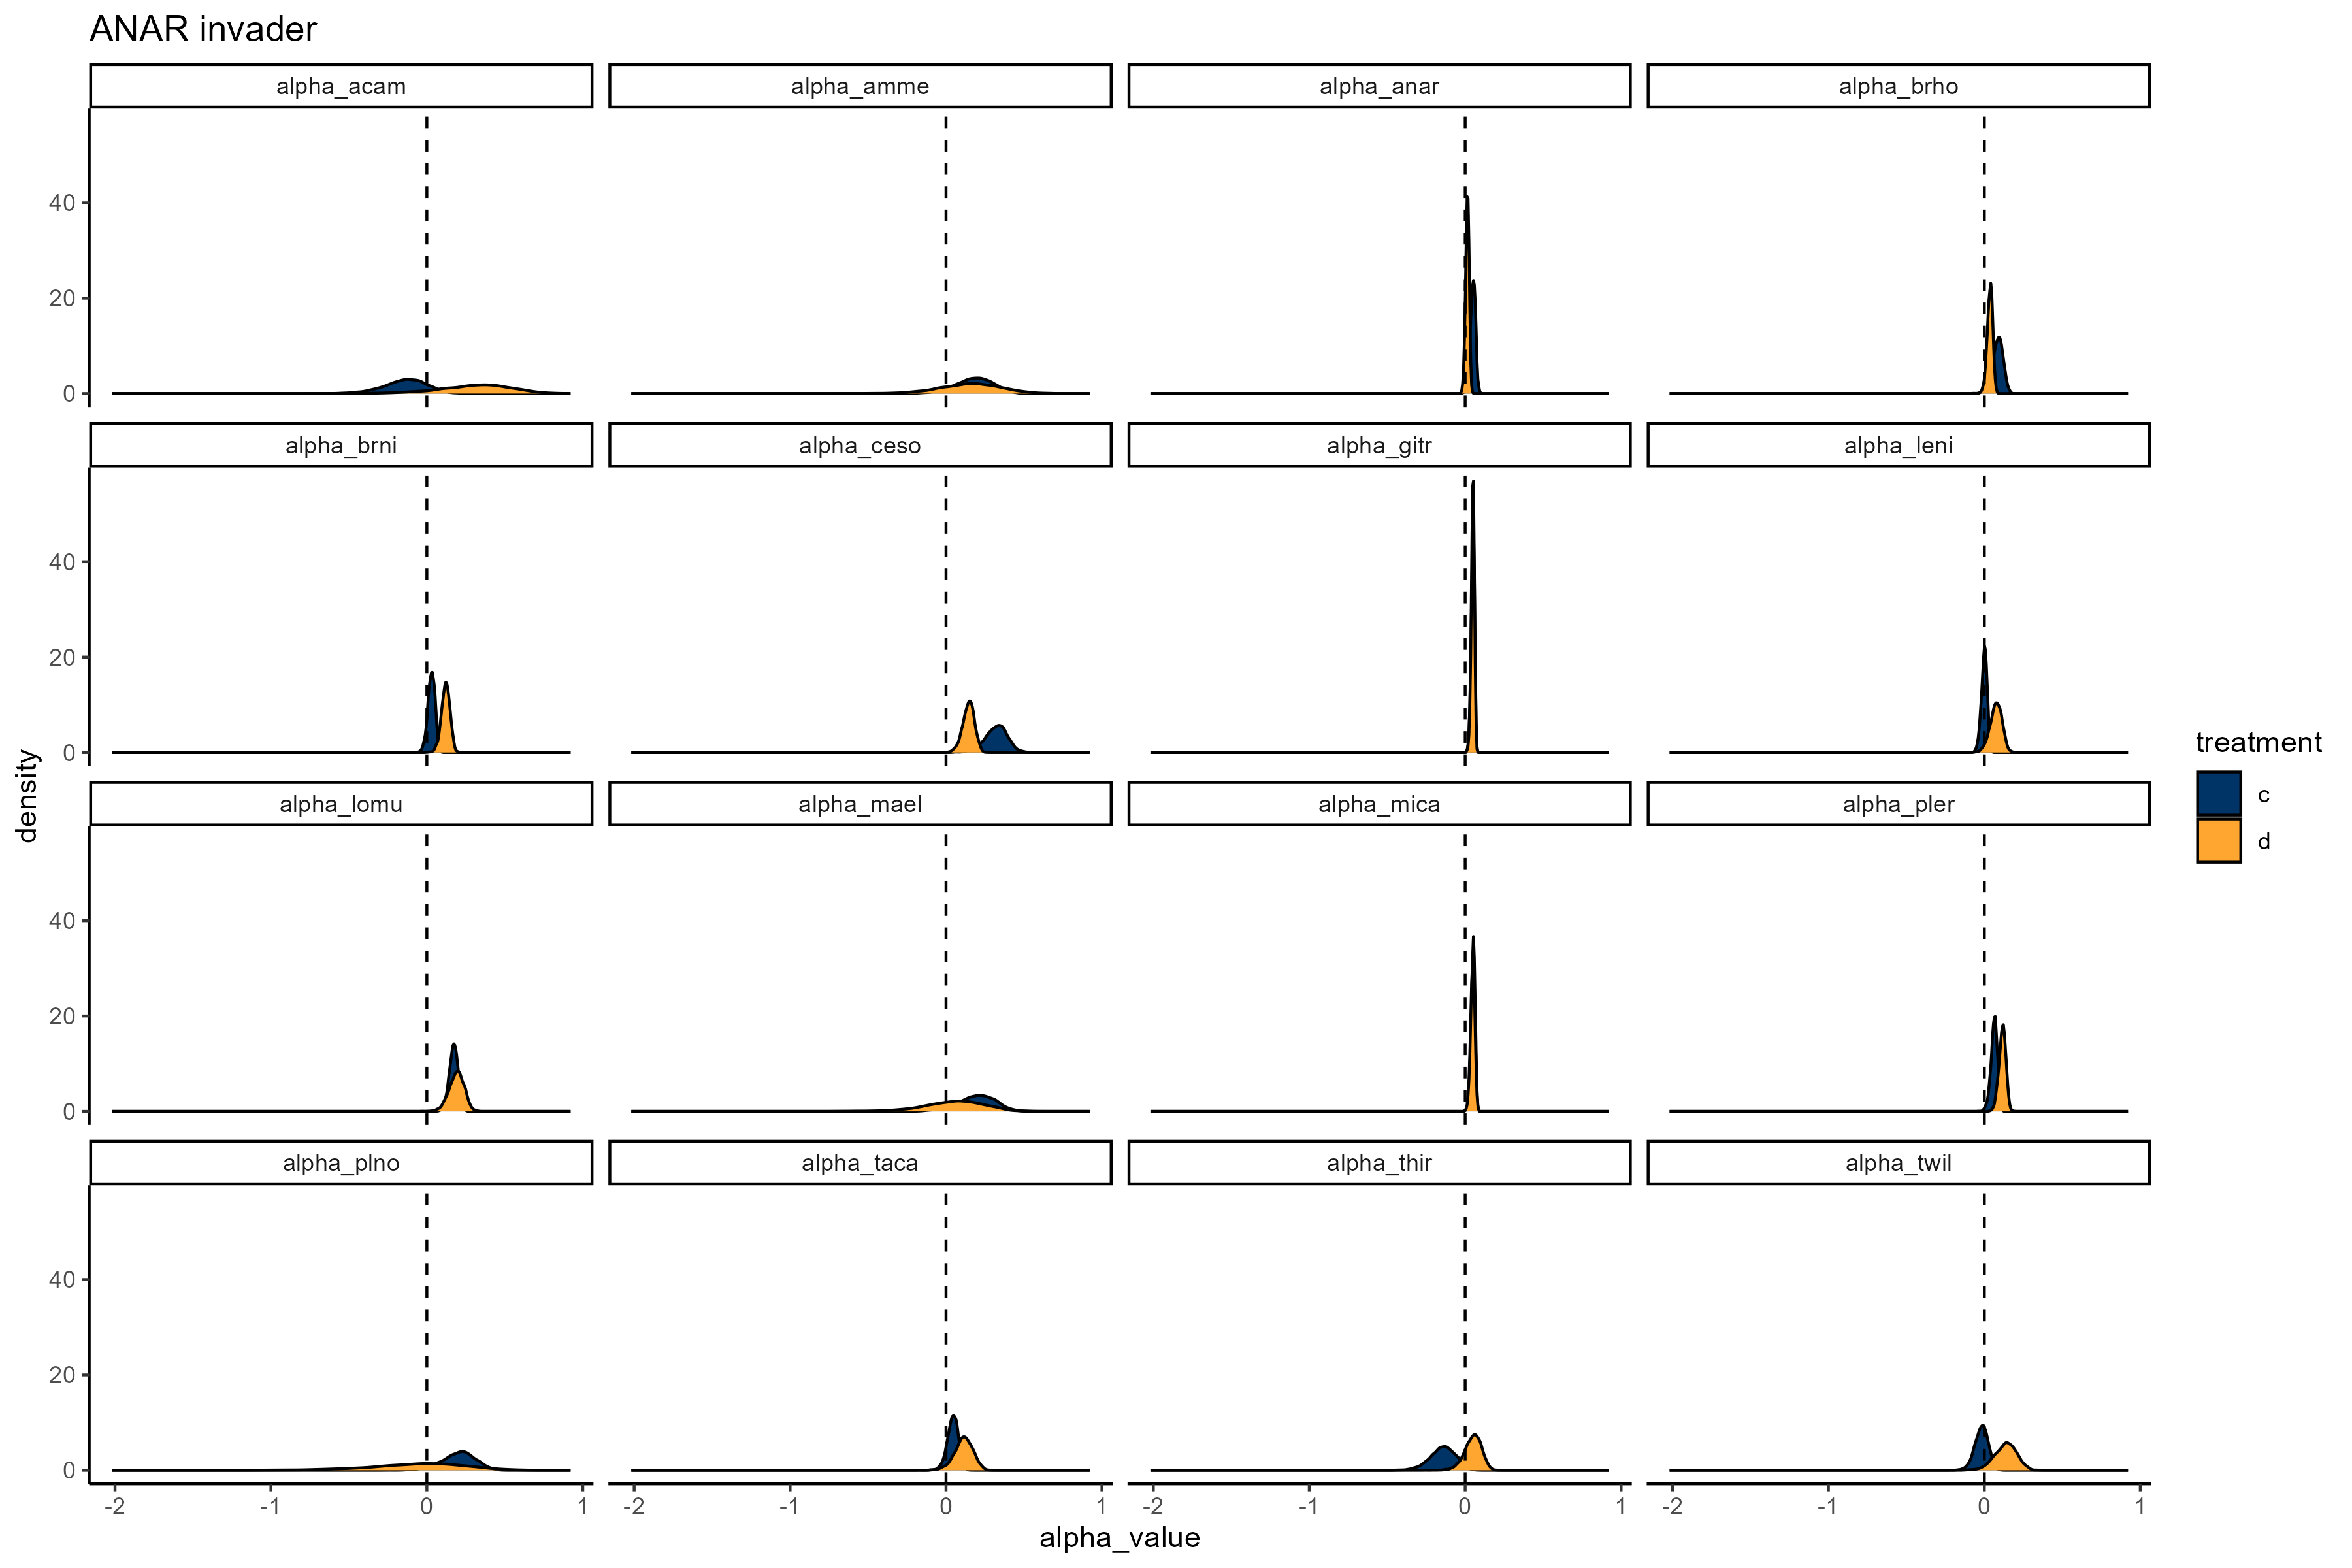 ANAR invader
alpha_acam alpha_amme alpha_anar alpha_brho
40
20
0
alpha_brni alpha_ceso alpha_gitr alpha_leni
40
20
0
alpha_lomu alpha_mael alpha_mica alpha_pler
40
20
0
alpha_plno alpha_taca alpha_thir alpha_twil
40
20
0
-2 -1 0 1 -2 -1 0 1 -2 -1 0 1 -2 -1 0 1
alpha_value
density
treatment
c
d